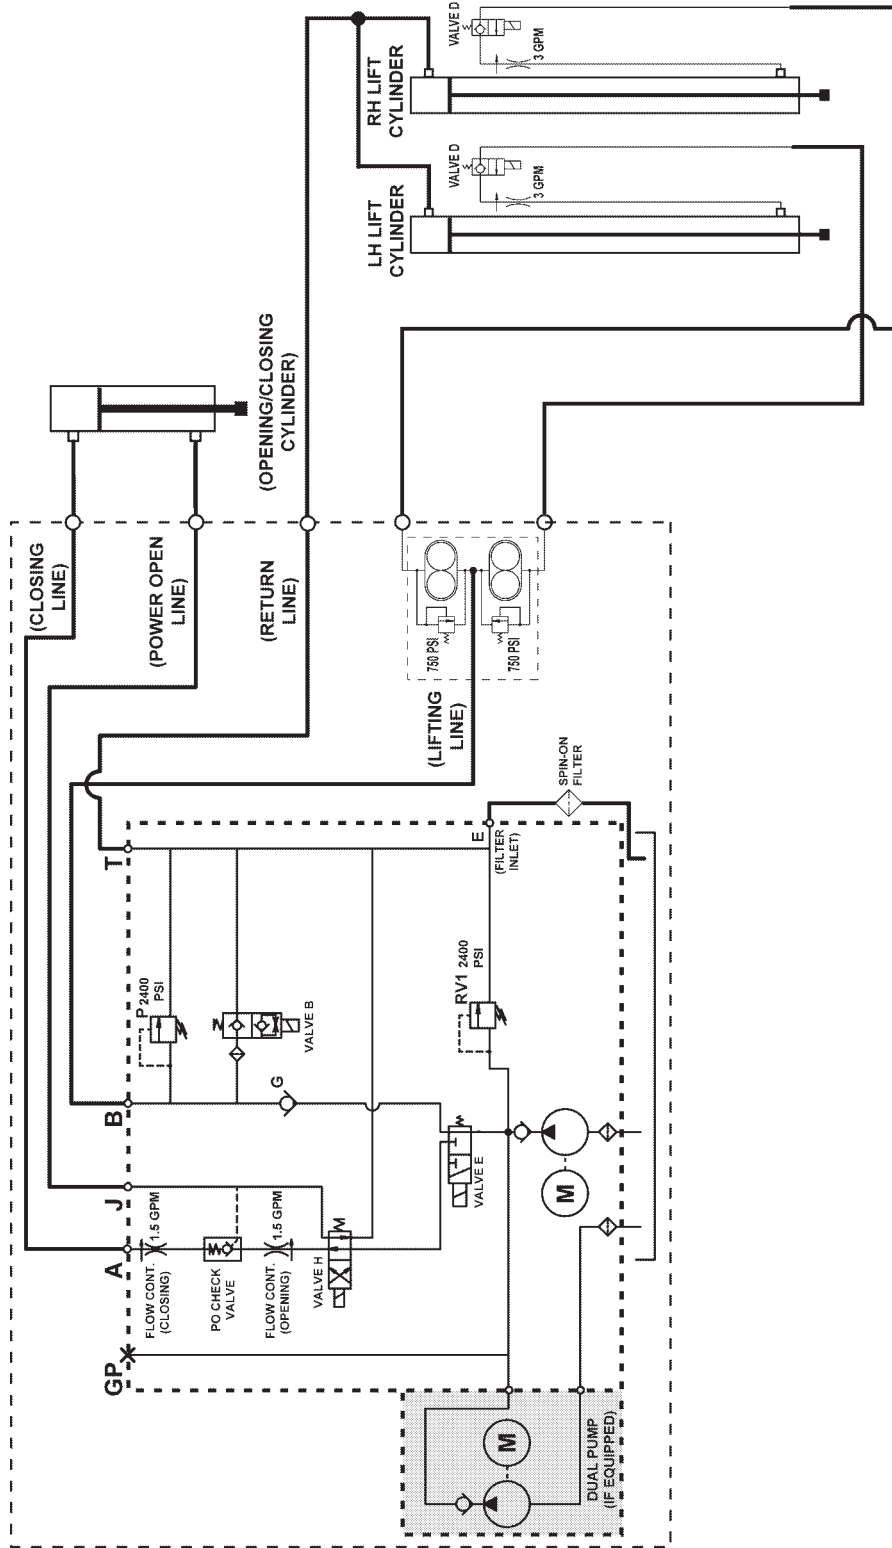 VALVE D
3 GPM
RH LIFT
CYLINDER
VALVE D
3 GPM
LH LIFT
CYLINDER
(OPENING/CLOSING
CYLINDER)
(CLOSING
LINE)
(POWER OPEN
LINE)
(RETURN
LINE)
750 PSI
750 PSI
(LIFTING
LINE)
SPIN-ON
FILTER
T
E
(FILTER
INLET)
P 2400
PSI
RV1 2400
PSI
VALVE B
B
G
J
VALVE E
M
A
1.5 GPM
FLOW CONT.
(CLOSING)
PO CHECK
VALVE
1.5 GPM
FLOW CONT.
(OPENING)
VALVE H
GP
M
DUAL PUMP
(IF EQUIPPED)